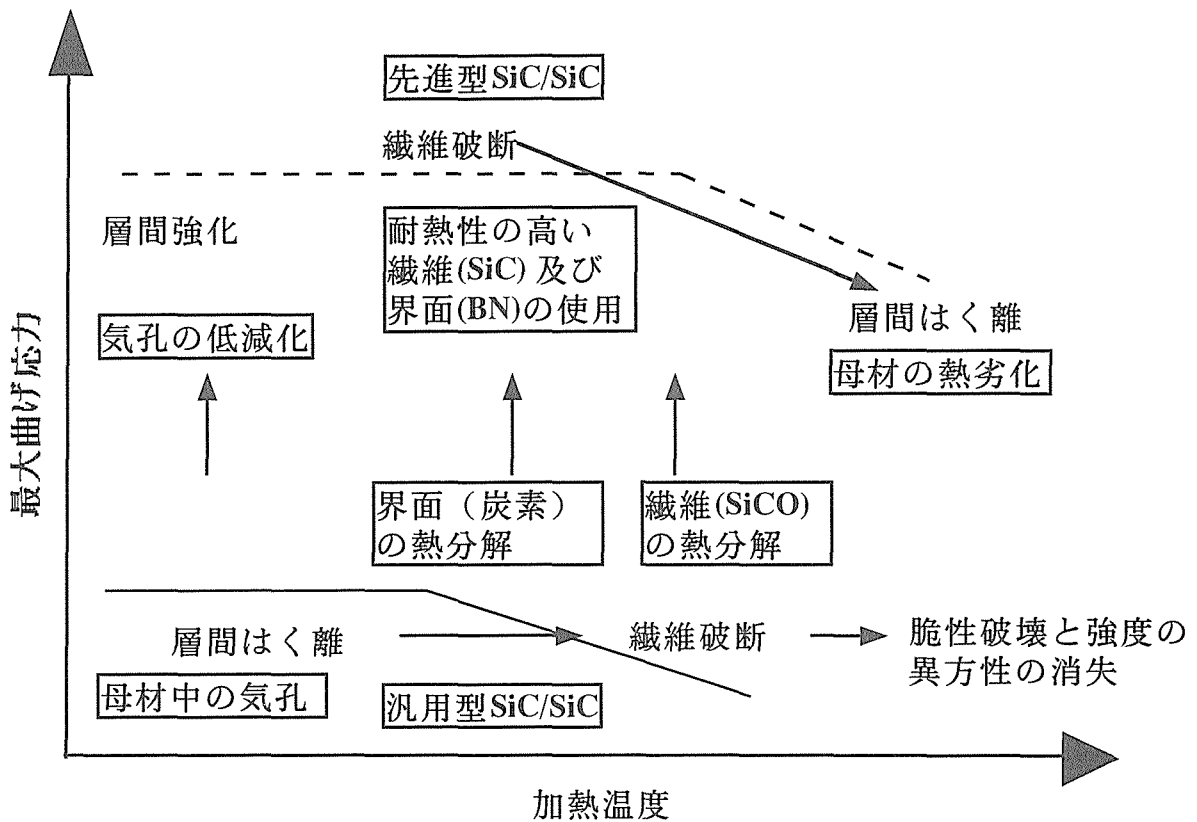 先進型SiC/SiC
繊維破断
層間強化
耐熱性の高い
繊維(SiC)及び
界面(BN)の使用
気孔の低減化
層間はく離
母材の熱劣化
最大曲げ応力
界面（炭素）
の熱分解
繊維(SiCO)
の熱分解
層間はく離
繊維破断
脆性破壊と強度の
異方性の消失
母材中の気孔
汎用型SiC/SiC
加熱温度